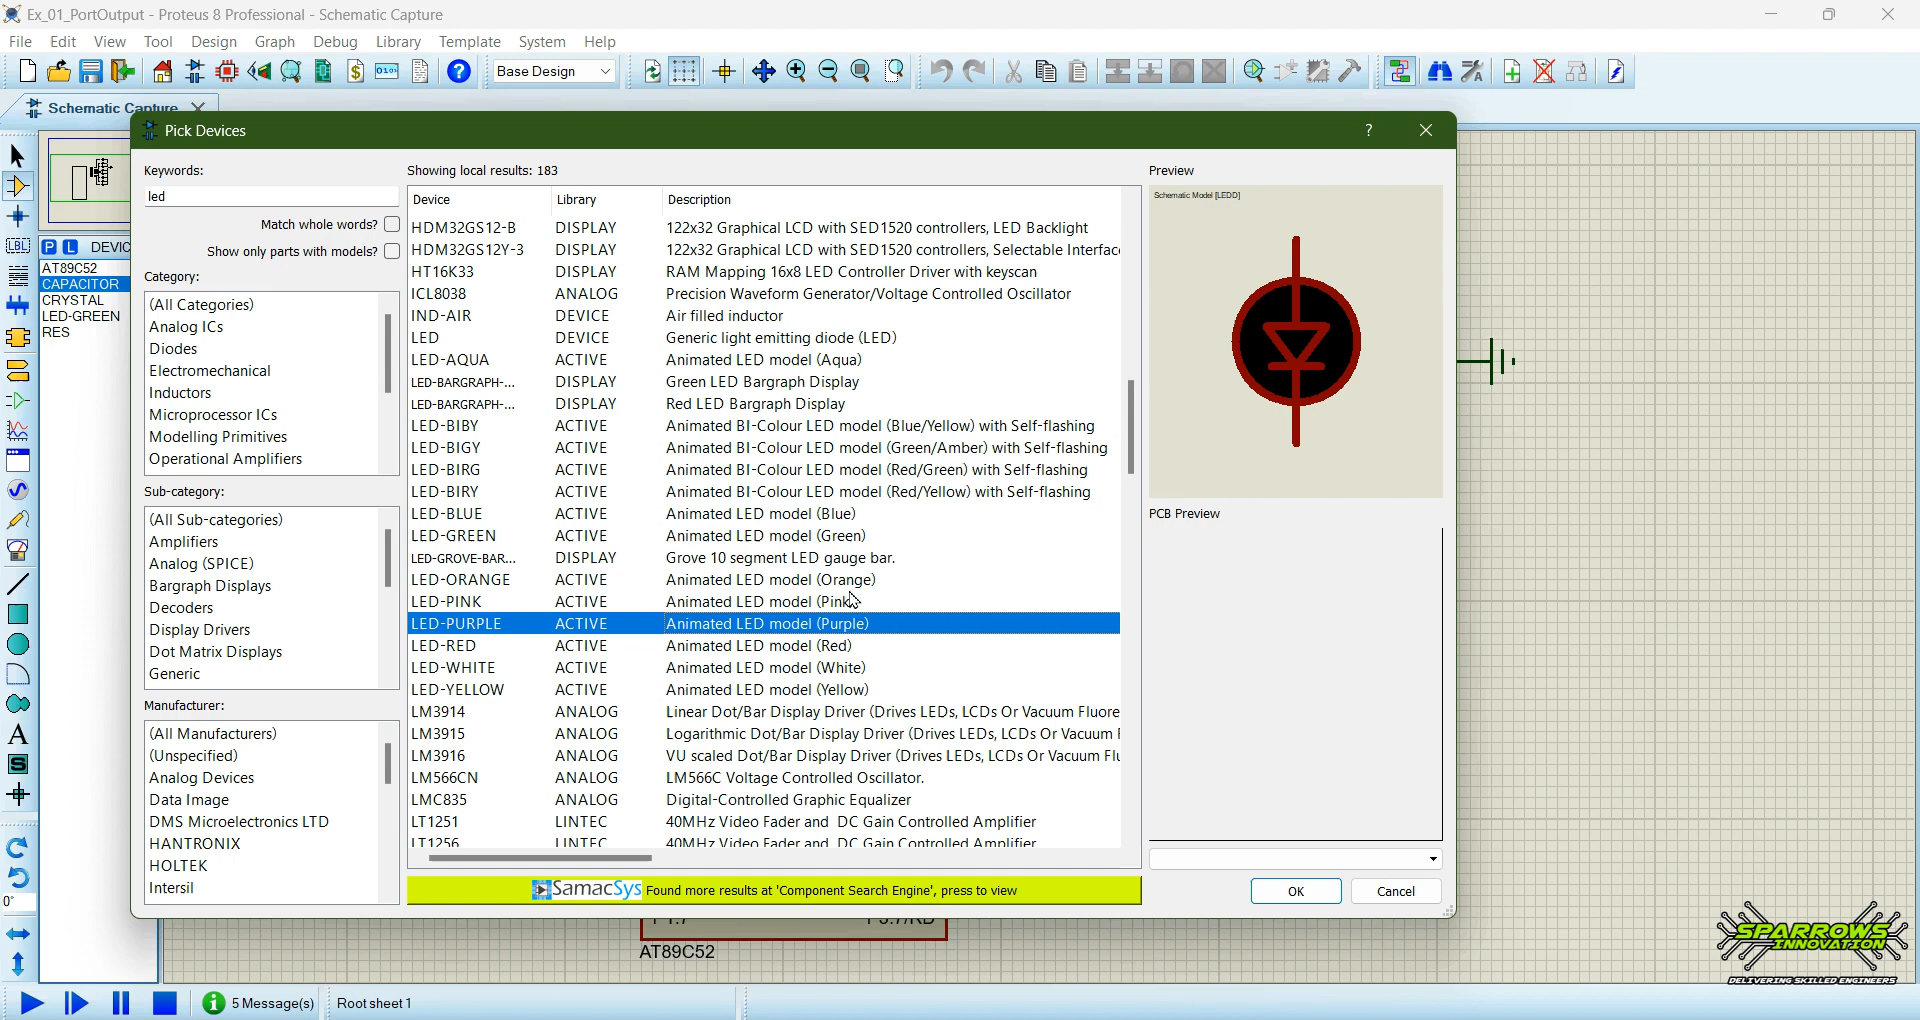 Ex_01_PortOutput - Proteus 8 Professional - Schematic Capture
File Edit View Tool Design Graph Debug Library Template System Help
Base Design
Schematic Capture
Pick Devices
?
Keywords:
led
Match whole words?
Show only parts with models?
Category:
(All Categories)
Analog ICs
Diodes
Electromechanical
Inductors
Microprocessor ICs
Modelling Primitives
Operational Amplifiers
Sub-category:
(All Sub-categories)
Amplifiers
Analog (SPICE)
Bargraph Displays
Decoders
Display Drivers
Dot Matrix Displays
Generic
Manufacturer:
(All Manufacturers)
(Unspecified)
Analog Devices
Data Image
DMS Microelectronics LTD
HANTRONIX
HOLTEK
Intersil
P L DEVIC
AT89C52
CAPACITOR
CRYSTAL
LED-GREEN
RES
LBL
A
S
0°
Showing local results: 183
Device Library Description
HDM32GS12-B DISPLAY 122x32 Graphical LCD with SED1520 controllers, LED Backlight
HDM32GS12Y-3 DISPLAY 122x32 Graphical LCD with SED1520 controllers, Selectable Interfac
HT16K33 DISPLAY RAM Mapping 16x8 LED Controller Driver with keyscan
ICL8038 ANALOG Precision Waveform Generator/Voltage Controlled Oscillator
IND-AIR DEVICE Air filled inductor
LED DEVICE Generic light emitting diode (LED)
LED-AQUA ACTIVE Animated LED model (Aqua)
LED-BARGRAPH-... DISPLAY Green LED Bargraph Display
LED-BARGRAPH-... DISPLAY Red LED Bargraph Display
LED-BIBY ACTIVE Animated BI-Colour LED model (Blue/Yellow) with Self-flashing
LED-BIGY ACTIVE Animated BI-Colour LED model (Green/Amber) with Self-flashing
LED-BIRG ACTIVE Animated BI-Colour LED model (Red/Green) with Self-flashing
LED-BIRY ACTIVE Animated BI-Colour LED model (Red/Yellow) with Self-flashing
LED-BLUE ACTIVE Animated LED model (Blue)
LED-GREEN ACTIVE Animated LED model (Green)
LED-GROVE-BAR... DISPLAY Grove 10 segment LED gauge bar.
LED-ORANGE ACTIVE Animated LED model (Orange)
LED-PINK ACTIVE Animated LED model (Pink)
LED-PURPLE ACTIVE Animated LED model (Purple)
LED-RED ACTIVE Animated LED model (Red)
LED-WHITE ACTIVE Animated LED model (White)
LED-YELLOW ACTIVE Animated LED model (Yellow)
LM3914 ANALOG Linear Dot/Bar Display Driver (Drives LEDs, LCDs Or Vacuum Fluore
LM3915 ANALOG Logarithmic Dot/Bar Display Driver (Drives LEDs, LCDs Or Vacuum F
LM3916 ANALOG VU scaled Dot/Bar Display Driver (Drives LEDs, LCDs Or Vacuum Flu
LM566CN ANALOG LM566C Voltage Controlled Oscillator.
LMC835 ANALOG Digital-Controlled Graphic Equalizer
LT1251 LINTEC 40MHz Video Fader and DC Gain Controlled Amplifier
LT1256 LINTEC 40MHz Video Fader and DC Gain Controlled Amplifier
SamacSys Found more results at 'Component Search Engine', press to view
Preview
Schematic Model [LEDD]
PCB Preview
OK Cancel
AT89C52
SPARROWS
INNOVATION
DELIVERING SKILLED ENGINEERS
5 Message(s) Root sheet 1